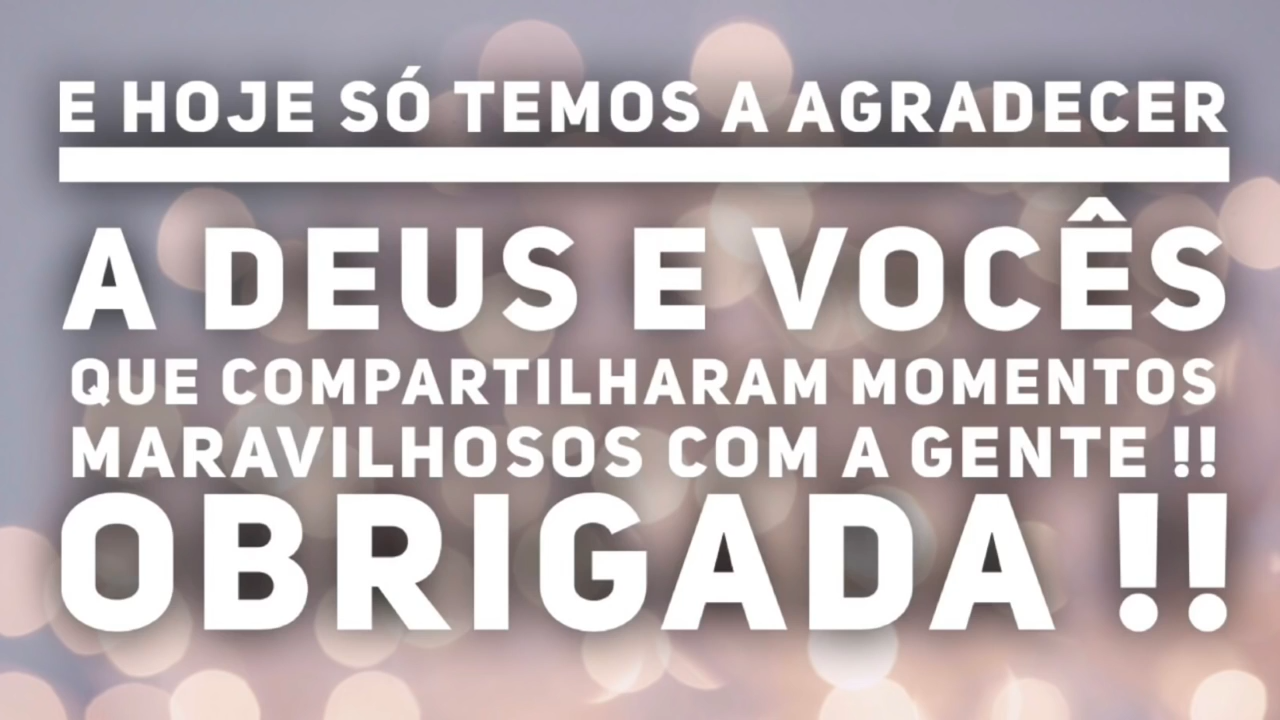 E HOJE SÓ TEMOS A AGRADECER
A DEUS E VOCÊS
QUE COMPARTILHARAM MOMENTOS
MARAVILHOSOS COM A GENTE !!
OBRIGADA !!